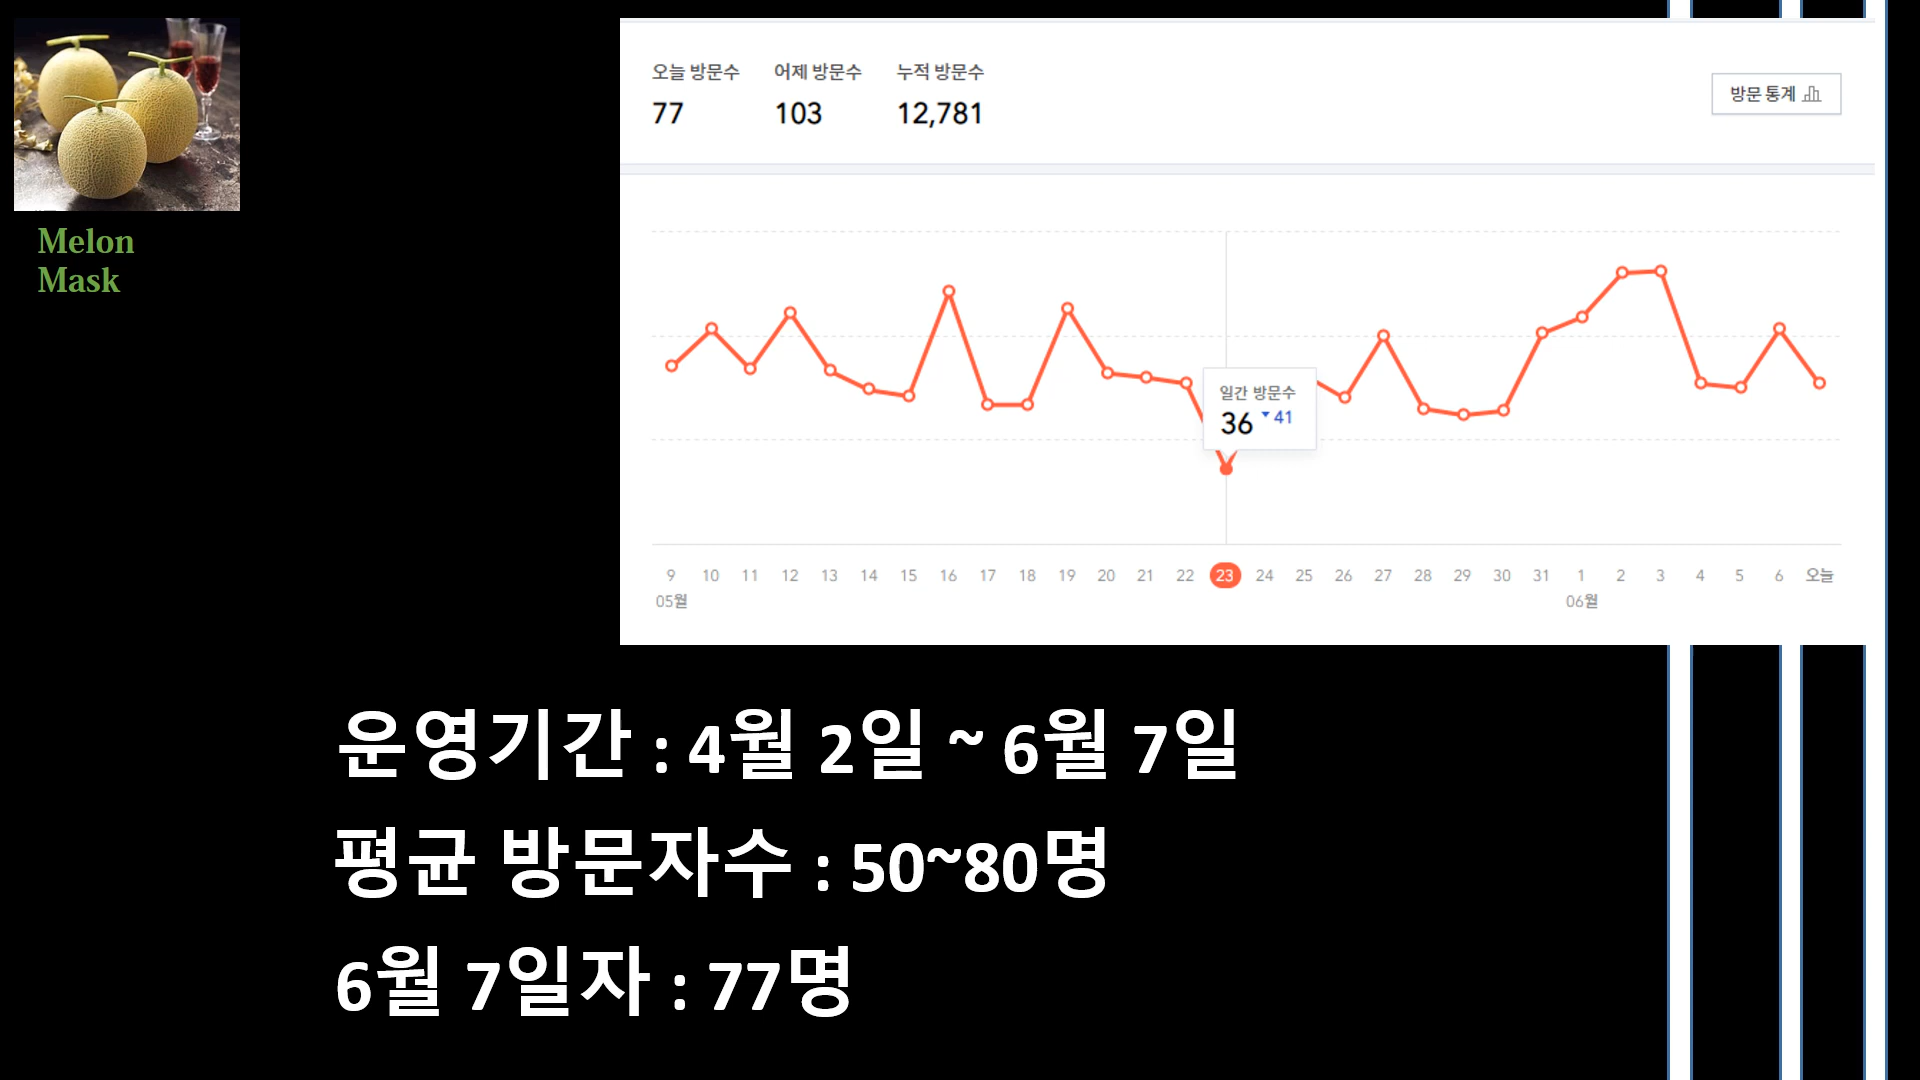 Melon
Mask
오늘 방문수 어제 방문수 누적 방문수
77 103 12,781
방문 통계
일간 방문수
36 ▼41
9 10 11 12 13 14 15 16 17 18 19 20 21 22 23 24 25 26 27 28 29 30 31 1 2 3 4 5 6 오늘
05월 06월
운영기간 : 4월 2일 ~ 6월 7일
평균 방문자수 : 50~80명
6월 7일자 : 77명